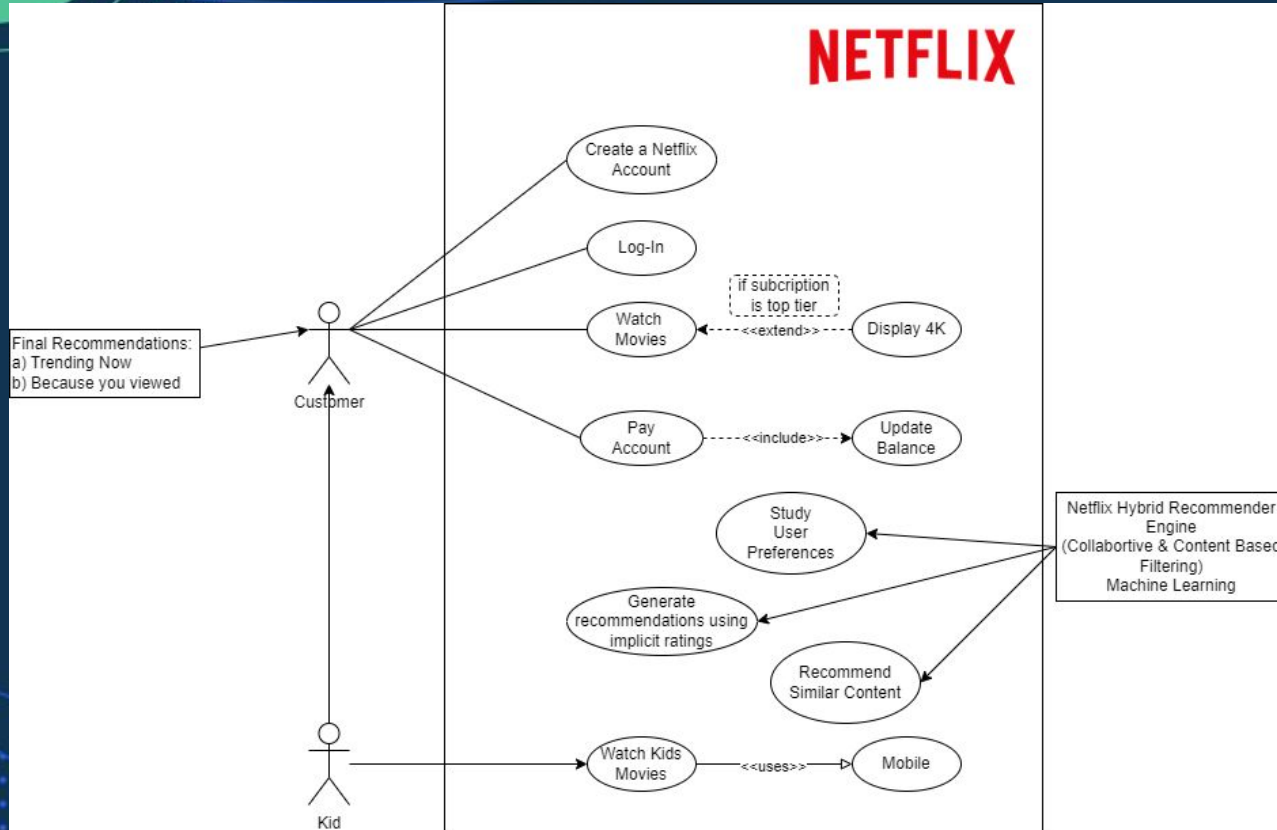 NETFLIX
Create a Netflix
Account
Log-In
if subcription
is top tier
Watch
Movies
<<extend>>
Display 4K
Final Recommendations:
a) Trending Now
b) Because you viewed
Customer
Pay
Account
<<include>>
Update
Balance
Study
User
Preferences
Netflix Hybrid Recommender
Engine
(Collabortive & Content Based
Filtering)
Machine Learning
Generate
recommendations using
implicit ratings
Recommend
Similar Content
Watch Kids
Movies
<<uses>>
Mobile
Kid